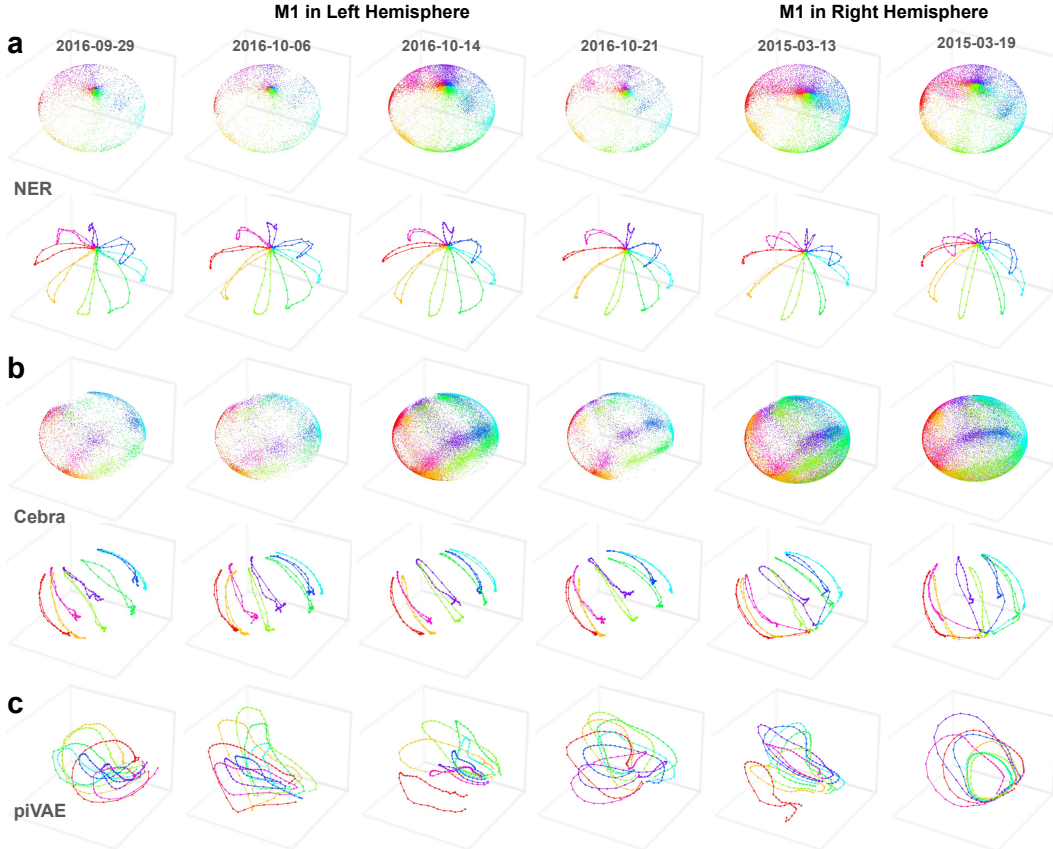 M1 in Left Hemisphere
M1 in Right Hemisphere
a
2016-09-29
2016-10-06
2016-10-14
2016-10-21
2015-03-13
2015-03-19
NER
b
Cebra
c
piVAE